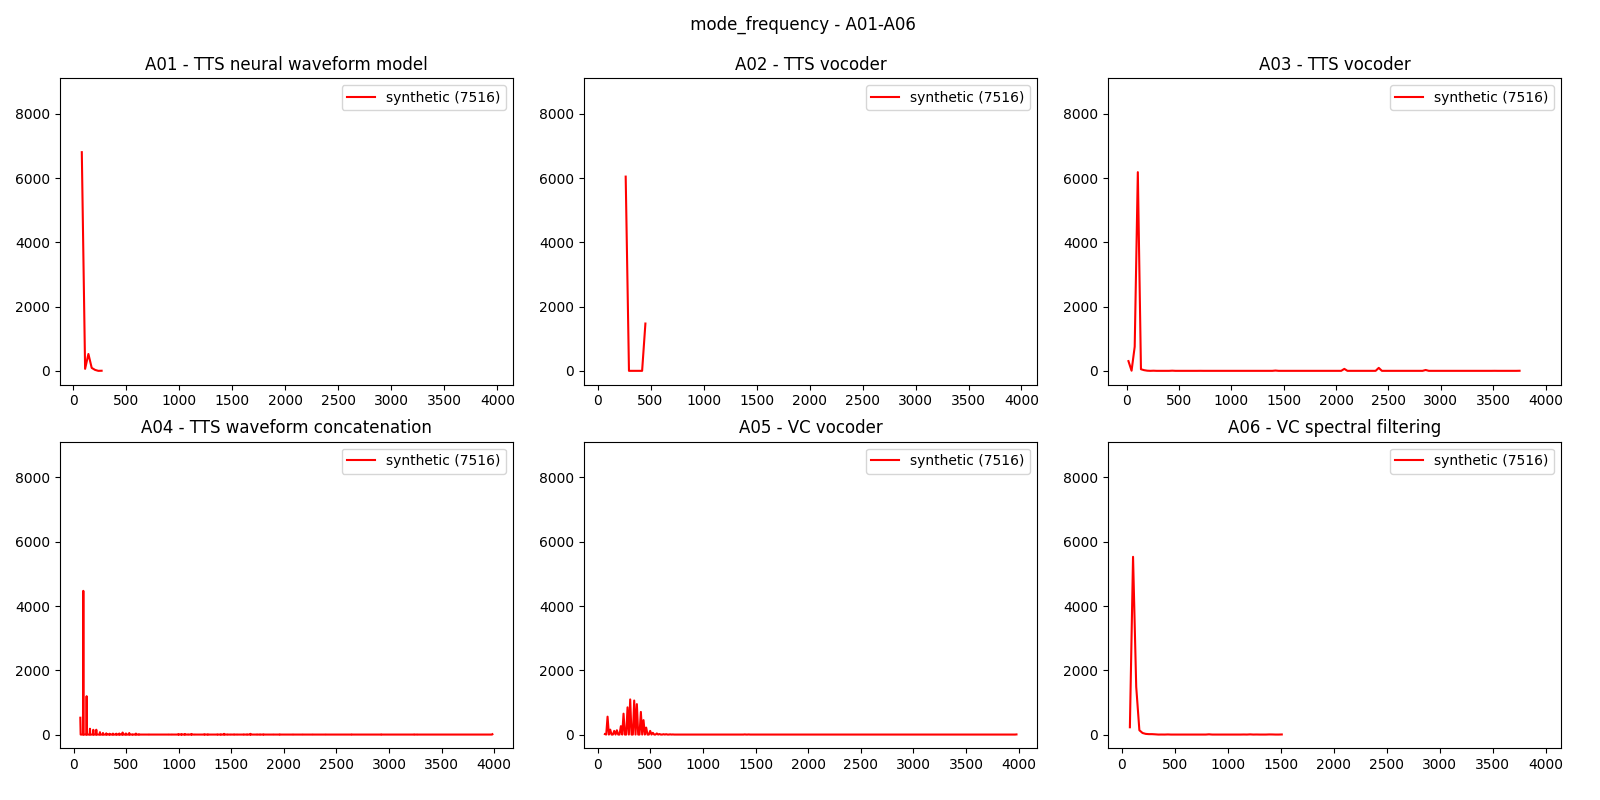 mode_frequency - A01-A06
A01 - TTS neural waveform model
synthetic (7516)
8000
6000
4000
2000
0
0 500 1000 1500 2000 2500 3000 3500 4000
A02 - TTS vocoder
synthetic (7516)
8000
6000
4000
2000
0
0 500 1000 1500 2000 2500 3000 3500 4000
A03 - TTS vocoder
synthetic (7516)
8000
6000
4000
2000
0
0 500 1000 1500 2000 2500 3000 3500 4000
A04 - TTS waveform concatenation
synthetic (7516)
8000
6000
4000
2000
0
0 500 1000 1500 2000 2500 3000 3500 4000
A05 - VC vocoder
synthetic (7516)
8000
6000
4000
2000
0
0 500 1000 1500 2000 2500 3000 3500 4000
A06 - VC spectral filtering
synthetic (7516)
8000
6000
4000
2000
0
0 500 1000 1500 2000 2500 3000 3500 4000